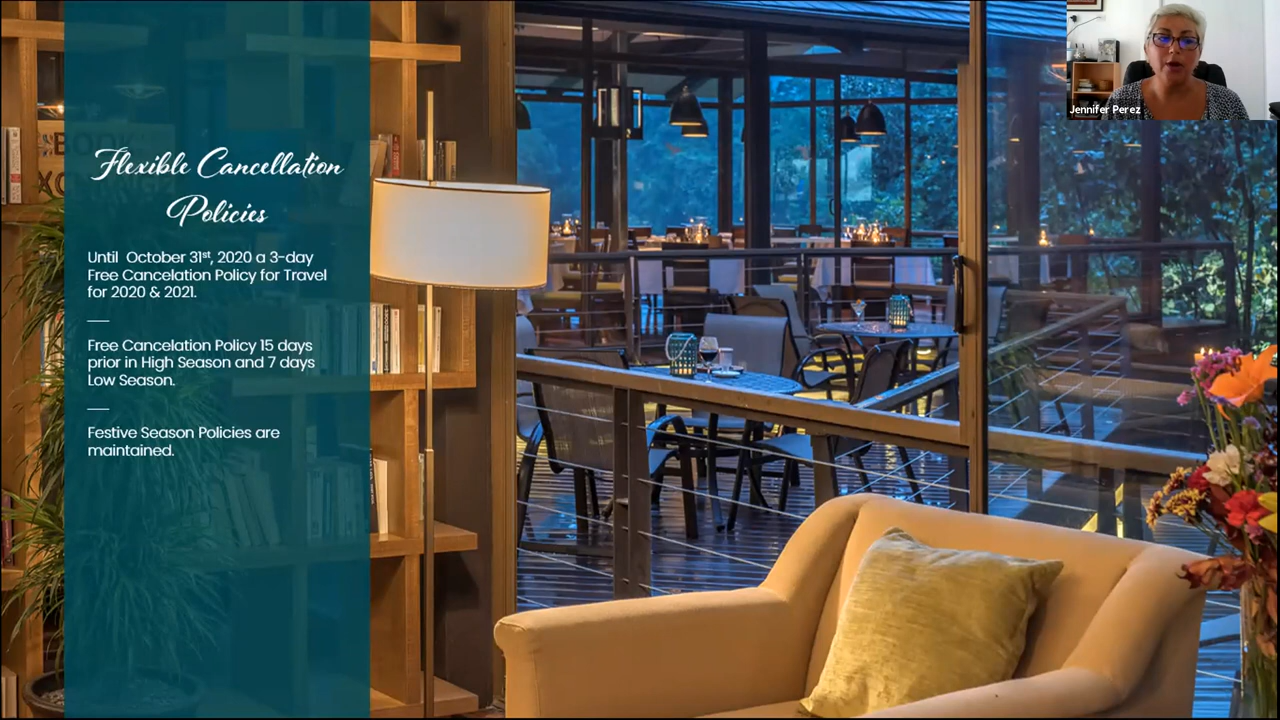 Flexible Cancellation
Policies
Until October 31st, 2020 a 3-day
Free Cancelation Policy for Travel
for 2020 & 2021.
Free Cancelation Policy 15 days
prior in High Season and 7 days
Low Season.
Festive Season Policies are
maintained.
Jennifer Perez